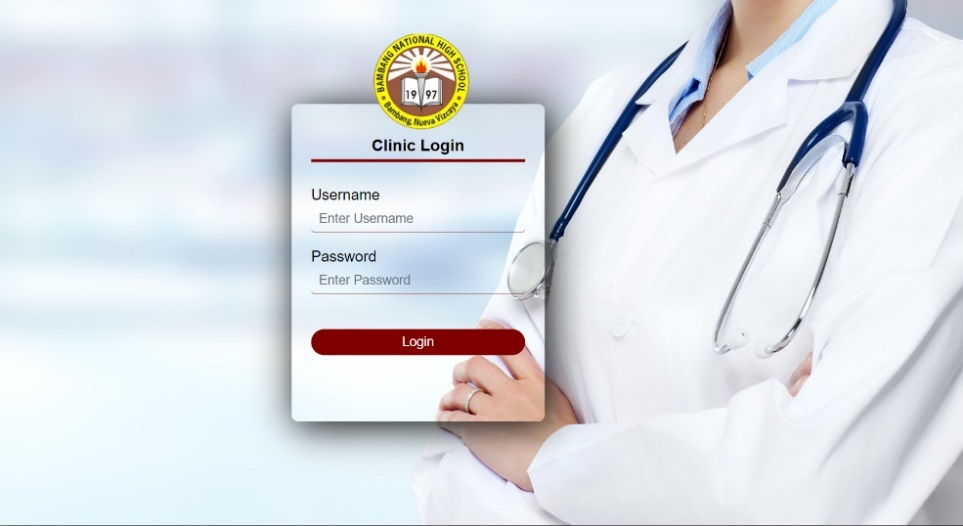 BAMBANG NATIONAL HIGH SCHOOL
19 97
Bambang, Nueva Vizcaya
Clinic Login
Username
Enter Username
Password
Enter Password
Login